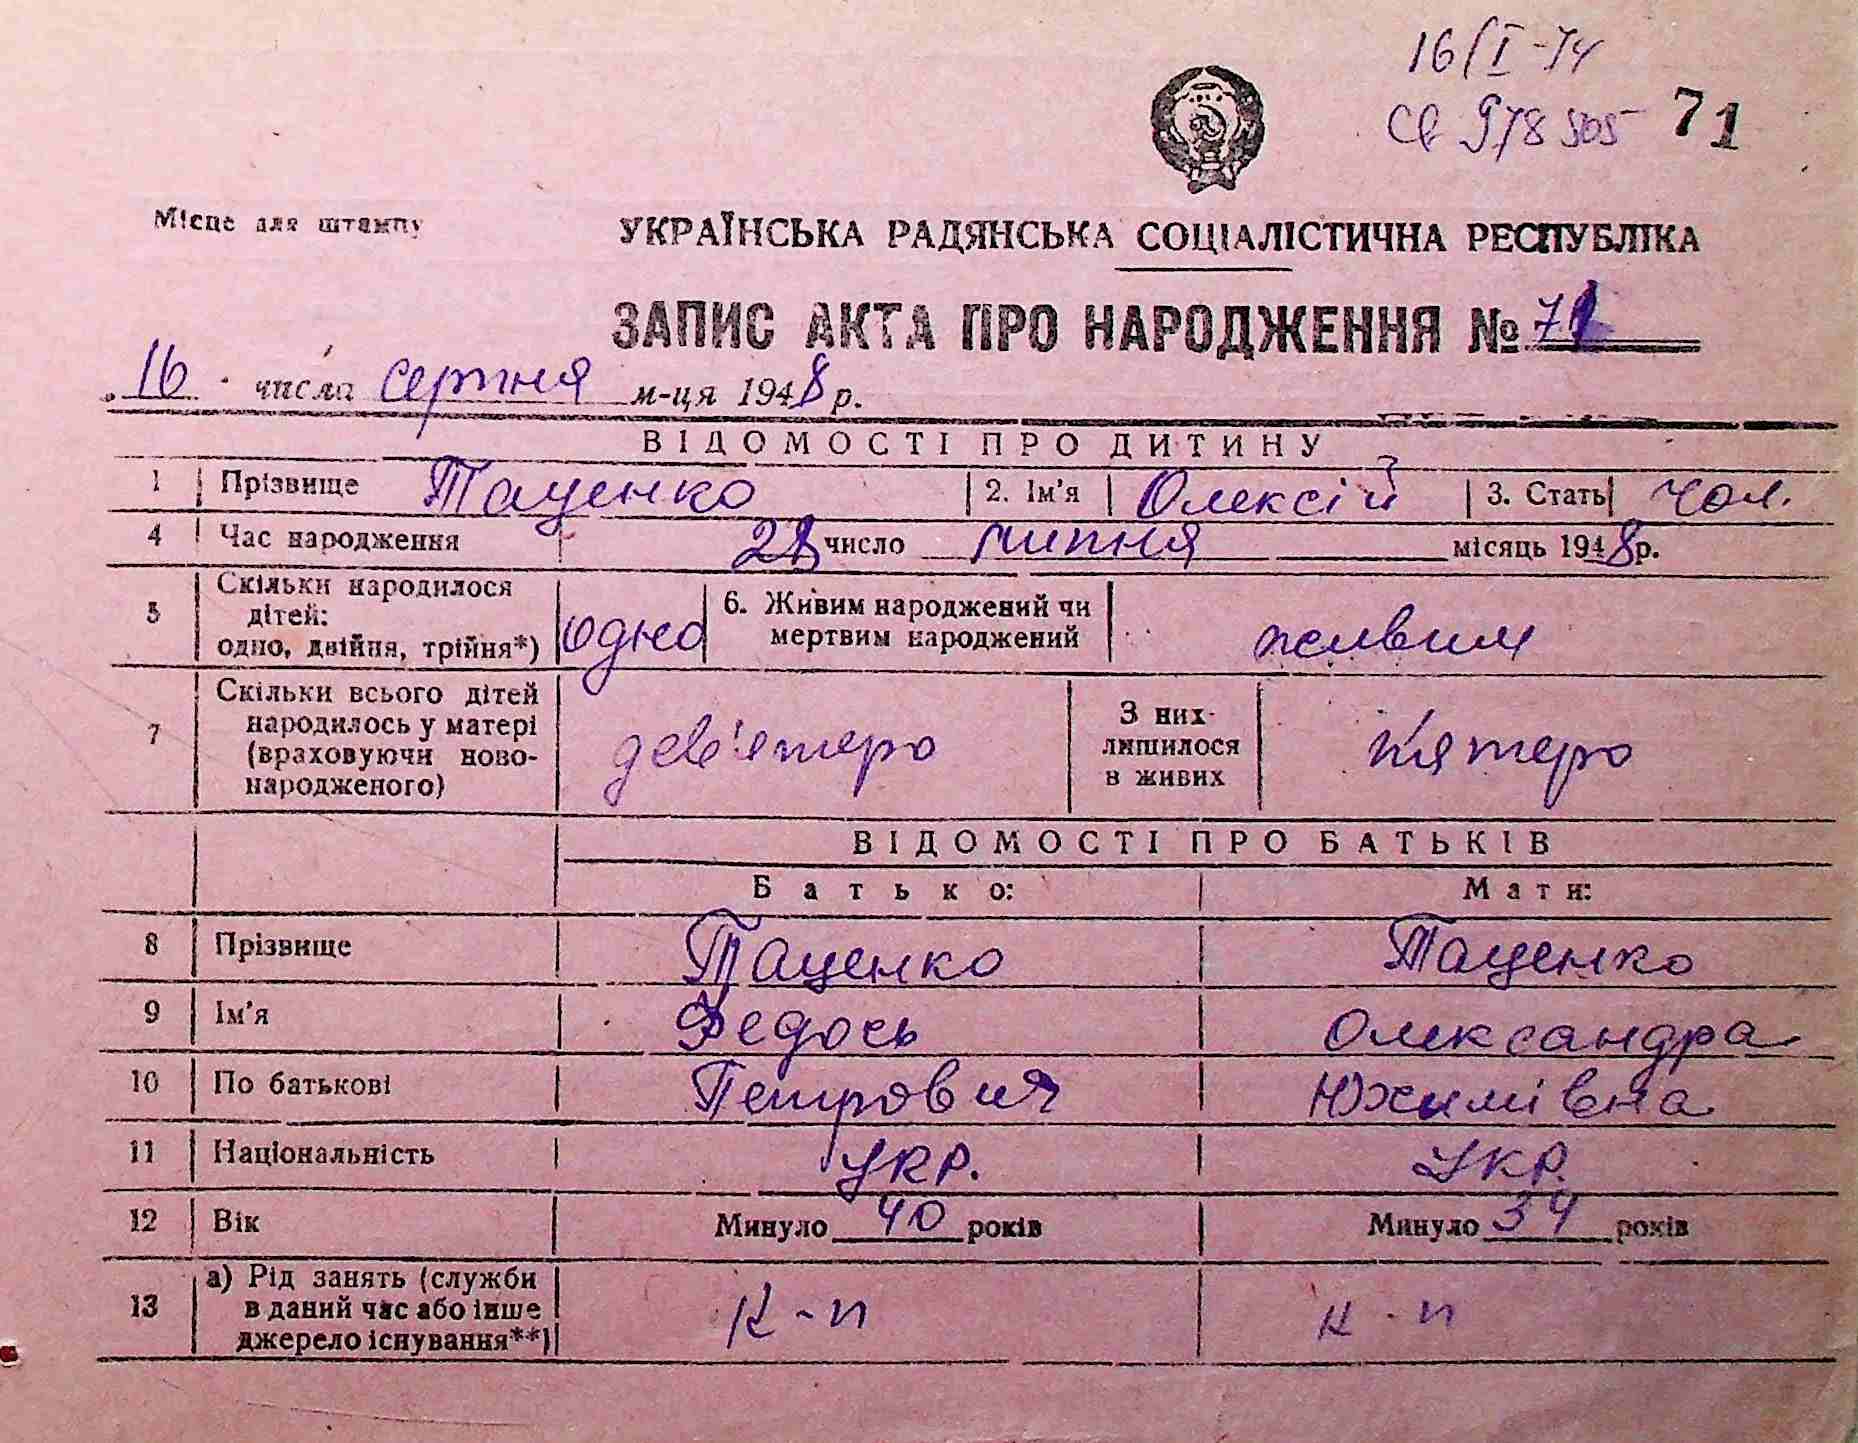 16/I-74
Св 978505 71
Місце для штампу
УКРАЇНСЬКА РАДЯНСЬКА СОЦІАЛІСТИЧНА РЕСПУБЛІКА
ЗАПИС АКТА ПРО НАРОДЖЕННЯ № 71
„16" числа серпня м-ця 1948 р.
ВІДОМОСТІ ПРО ДИТИНУ
1 Прізвище Таценко 2. Ім'я Олексій 3. Стать чол.
4 Час народження число липня місяць 1948 р.
5 Скільки народилося дітей: одно, двійня, трійня*) одно 6. Живим народжений чи мертвим народжений живим
7 Скільки всього дітей народилось у матері (враховуючи новонародженого) дев'ятеро З них лишилося в живих п'ятеро
ВІДОМОСТІ ПРО БАТЬКІВ
Батько: Мати:
8 Прізвище Таценко Таценко
9 Ім'я Федось Олександра
10 По батькові Петрович Юхимівна
11 Національність укр. укр.
12 Вік Минуло 40 років Минуло 34 років
13 а) Рід занять (служби в даний час або інше джерело існування**) к-п к-п